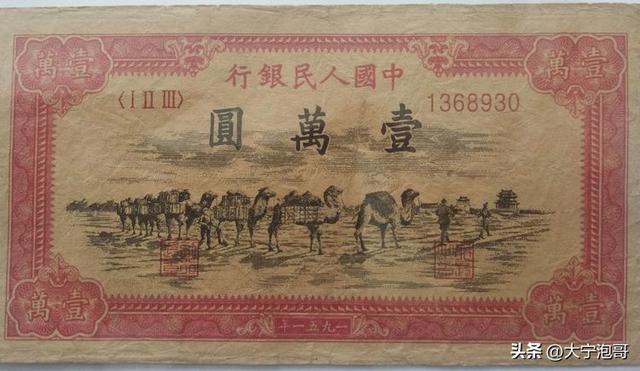 壹萬
壹萬
中國人民銀行
〈Ⅰ Ⅱ Ⅲ〉
1368930
壹萬圓
壹萬
壹萬
一九五一年
头条 @大宁泡哥